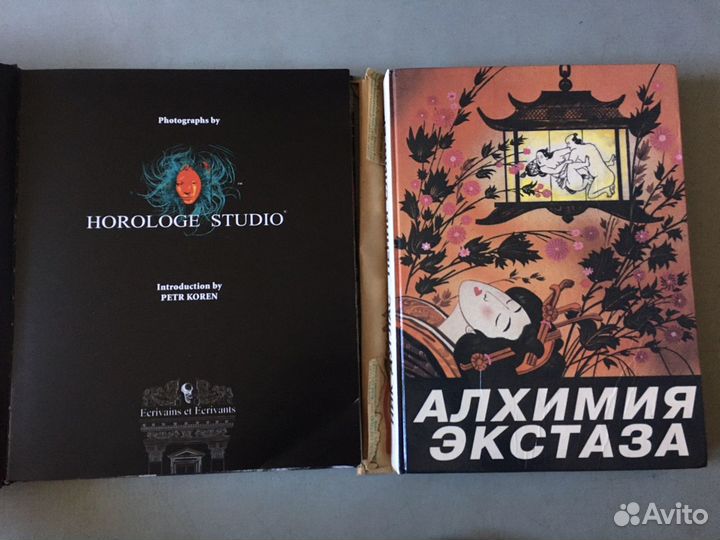 Photographs by
HOROLOGE STUDIO
Introduction by
PETR KOREN
Ecrivains et Ecrivants
АЛХИМИЯ
ЭКСТАЗА
Avito